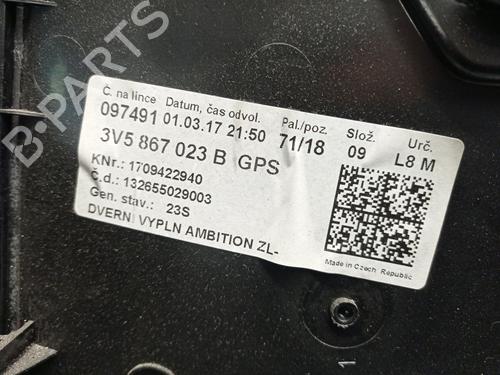 B-PARTS
Č. na lince Datum, čas odvol. Pal./poz. Slož. Urč.
097491 01.03.17 21:50 71/18 09 L8 M
3V5 867 023 B GPS
KNr.: 1709422940
Č.d.: 132655029003
Gen. stav.: 23S
DVERNI VYPLN AMBITION ZL-
Made in Czech Republic
1